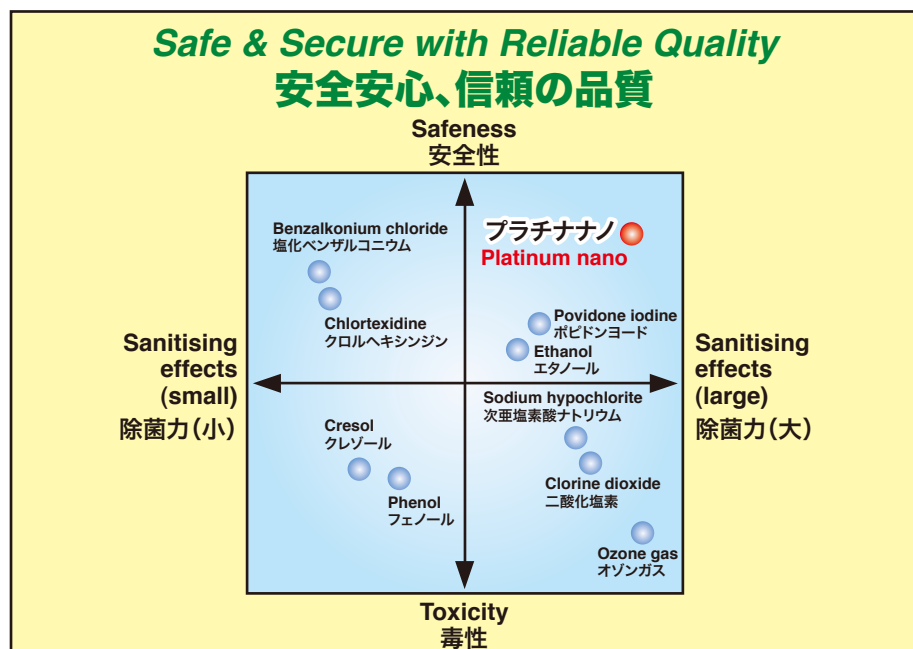 Safe & Secure with Reliable Quality
安全安心、信頼の品質
Safeness
安全性
Benzalkonium chloride
塩化ベンザルコニウム
プラチナナノ
Platinum nano
Chlortexidine
クロルヘキシンジン
Povidone iodine
ポピドンヨード
Ethanol
エタノール
Sanitising
effects
(small)
除菌力（小）
Sanitising
effects
(large)
除菌力（大）
Sodium hypochlorite
次亜塩素酸ナトリウム
Cresol
クレゾール
Clorine dioxide
二酸化塩素
Phenol
フェノール
Ozone gas
オゾンガス
Toxicity
毒性